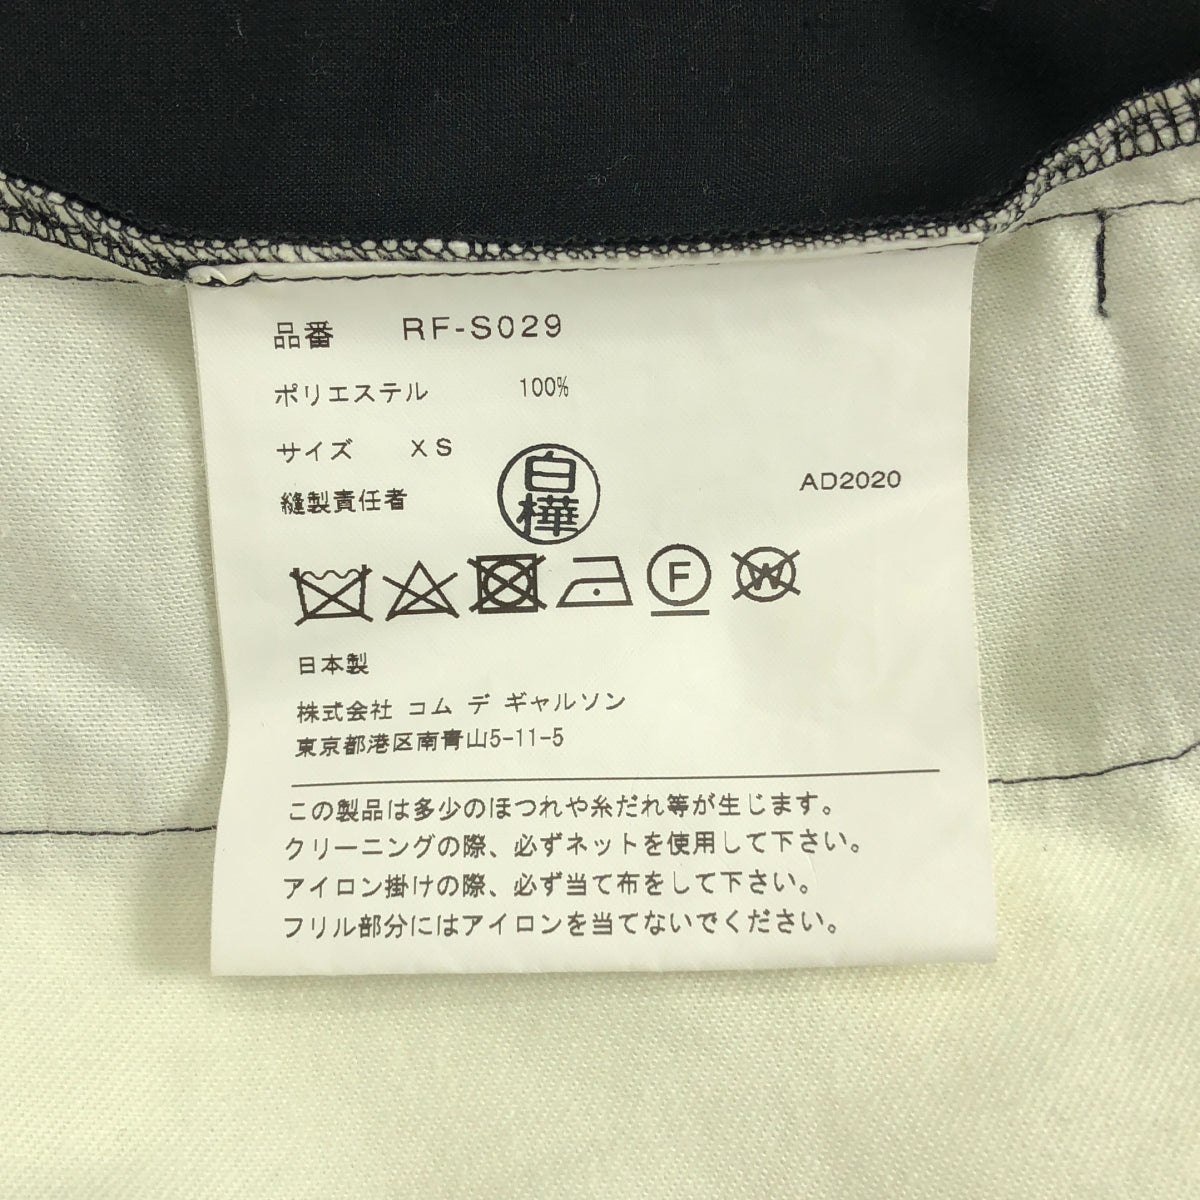 品番 RF-S029
ポリエステル 100%
サイズ XS
縫製責任者 白樺
AD2020
F W
日本製
株式会社 コム デ ギャルソン
東京都港区南青山5-11-5
この製品は多少のほつれや糸だれ等が生じます。
クリーニングの際、必ずネットを使用して下さい。
アイロン掛けの際、必ず当て布をして下さい。
フリル部分にはアイロンを当てないでください。